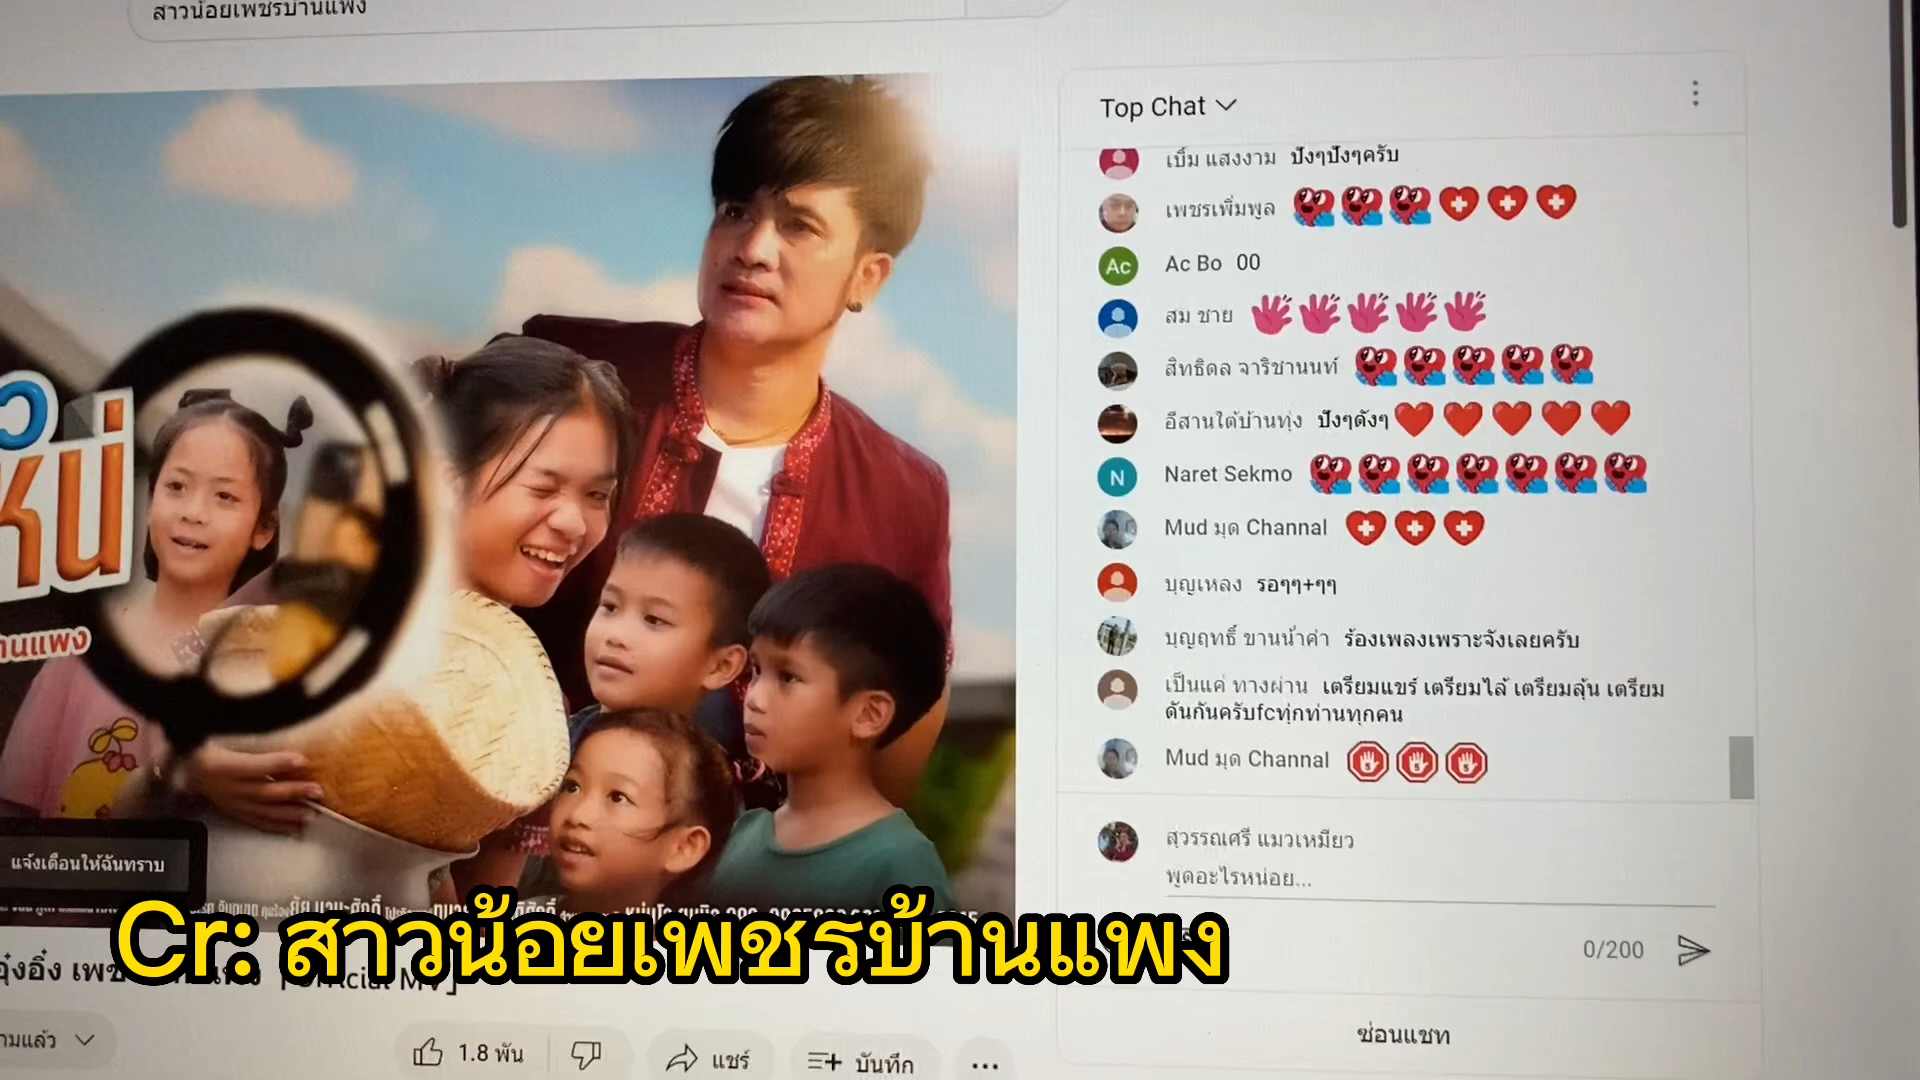 สาวน้อยเพชรบ้านแพง
Top Chat
เบิ้ม แสงงาม ปังๆปังๆครับ
เพชรเพิ่มพูล
Ac
Ac Bo 00
สม ชาย
สิทธิดล จาริชานนท์
อีสานใต้บ้านทุ่ง ปังๆดังๆ
N
Naret Sekmo
Mud มุด Channal
บุญเหลง รอๆๆ+ๆๆ
บุญฤทธิ์ ขานน้ำคำ ร้องเพลงเพราะจังเลยครับ
เป็นแค่ ทางผ่าน เตรียมแชร์ เตรียมไล้ เตรียมลุ้น เตรียม
ดันกันครับfcทุ่กท่านทุกคน
Mud มุด Channal
สุวรรณศรี แมวเหมียว
พูดอะไรหน่อย...
0/200
ซ่อนแชท
านแพง
แจ้งเตือนให้ฉันทราบ
Cr: สาวน้อยเพชรบ้านแพง
1.8 พัน
แชร์
บันทึก